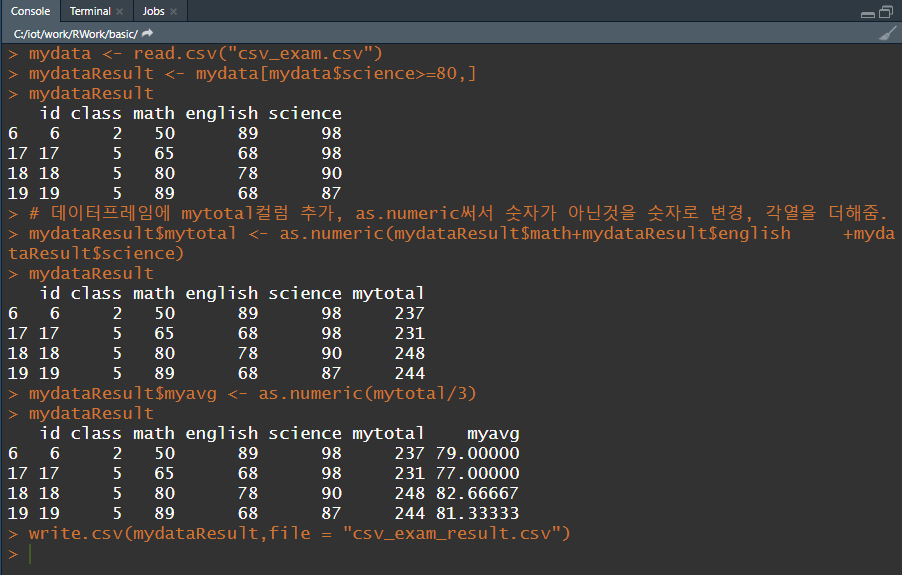 Console Terminal × Jobs ×
C:/iot/work/RWork/basic/
> mydata <- read.csv("csv_exam.csv")
> mydataResult <- mydata[mydata$science>=80,]
> mydataResult
   id class math english science
6   6     2   50      89      98
17 17     5   65      68      98
18 18     5   80      78      90
19 19     5   89      68      87
> # 데이터프레임에 mytotal컬럼 추가, as.numeric써서 숫자가 아닌것을 숫자로 변경, 각열을 더해줌.
> mydataResult$mytotal <- as.numeric(mydataResult$math+mydataResult$english     +myda
taResult$science)
> mydataResult
   id class math english science mytotal
6   6     2   50      89      98     237
17 17     5   65      68      98     231
18 18     5   80      78      90     248
19 19     5   89      68      87     244
> mydataResult$myavg <- as.numeric(mytotal/3)
> mydataResult
   id class math english science mytotal    myavg
6   6     2   50      89      98     237 79.00000
17 17     5   65      68      98     231 77.00000
18 18     5   80      78      90     248 82.66667
19 19     5   89      68      87     244 81.33333
> write.csv(mydataResult,file = "csv_exam_result.csv")
>